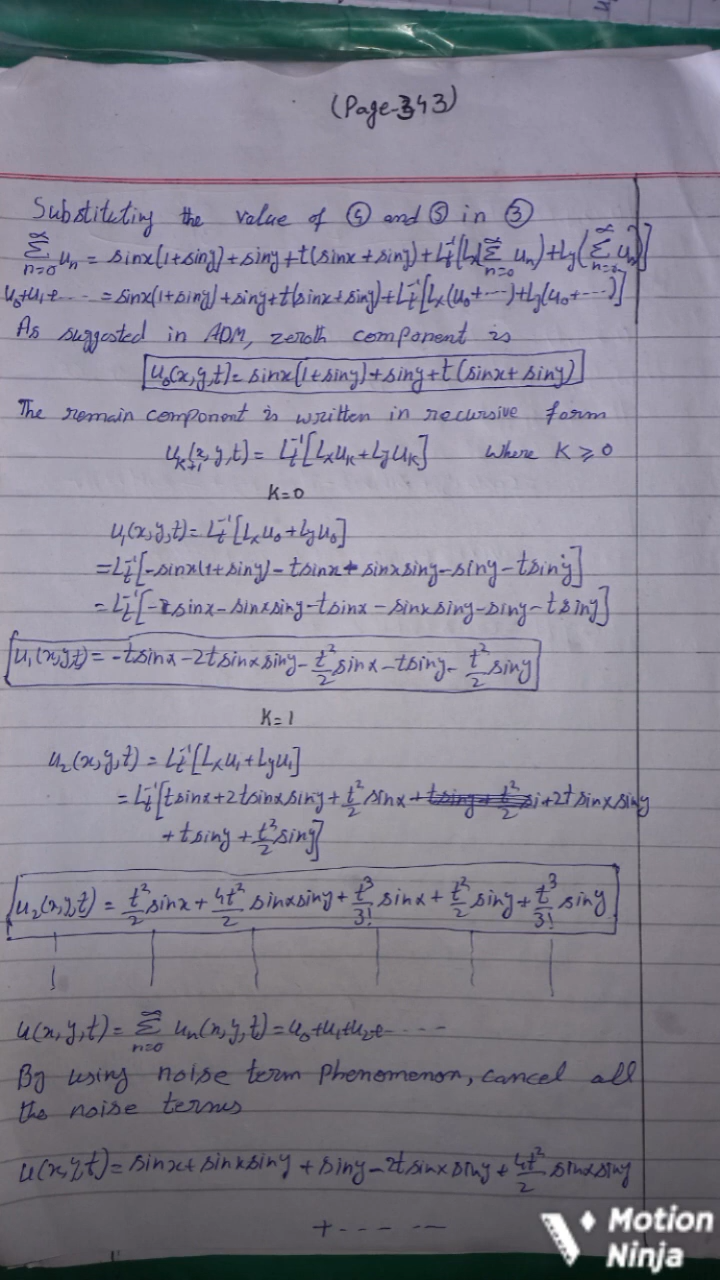 (Page-343)
Substituting the value of ④ and ⑤ in ③
∑_{n=0}^{∞} u_n = sinx(1+siny)+siny+t(sinx+siny)+L_t^{-1}[L_x(∑_{n=0}^{∞} u_n)+L_y(∑_{n=0}^{∞} u_n)]
u_0+u_1+--- = sinx(1+siny)+siny+t(sinx+siny)+L_t^{-1}[L_x(u_0+---)+L_y(u_0+---)]
As suggested in ADM, zeroth component is
u_0(x,y,t)=sinx(1+siny)+siny+t(sinx+siny)
The remain component is written in recursive form
u_{k+1}(x,y,t)= L_t^{-1}[L_x u_k+L_y u_k] where K ⩾ 0
K=0
u_1(x,y,t)= L_t^{-1}[L_x u_0+L_y u_0]
=L_t^{-1}[-sinx(1+siny)-tsinx-sinxsiny-siny-tsiny]
=L_t^{-1}[-sinx-sinxsiny-tsinx-sinxsiny-siny-tsiny]
u_1(x,y,t)=-tsinx-2tsinxsiny-t²/2 sinx-tsiny-t²/2 siny
K=1
u_2(x,y,t) = L_t^{-1}[L_x u_1+L_y u_1]
=L_t^{-1}[tsinx+2tsinxsiny+t²/2 sinx+2tsinxsiny
+tsiny+t²/2 siny]
u_2(x,y,t)= t²/2 sinx+4t²/2 sinxsiny+t³/3! sinx+t²/2 siny+t³/3! siny
u(x,y,t)= ∑_{n=0}^{∞} u_n(x,y,t)=u_0+u_1+u_2+-----
By using noise term Phenomenon, cancel all
the noise terms
u(x,y,t)=sinx+sinxsiny+siny-2tsinxsiny+4t²/2 sinxsiny
+--- --
Motion
Ninja